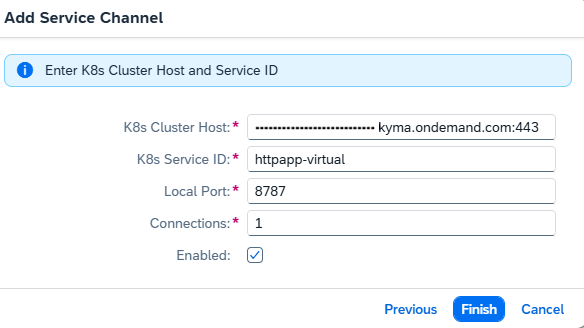 Add Service Channel
Enter K8s Cluster Host and Service ID
K8s Cluster Host:* kyma.ondemand.com:443
K8s Service ID:* httpapp-virtual
Local Port:* 8787
Connections:* 1
Enabled:
Previous Finish Cancel